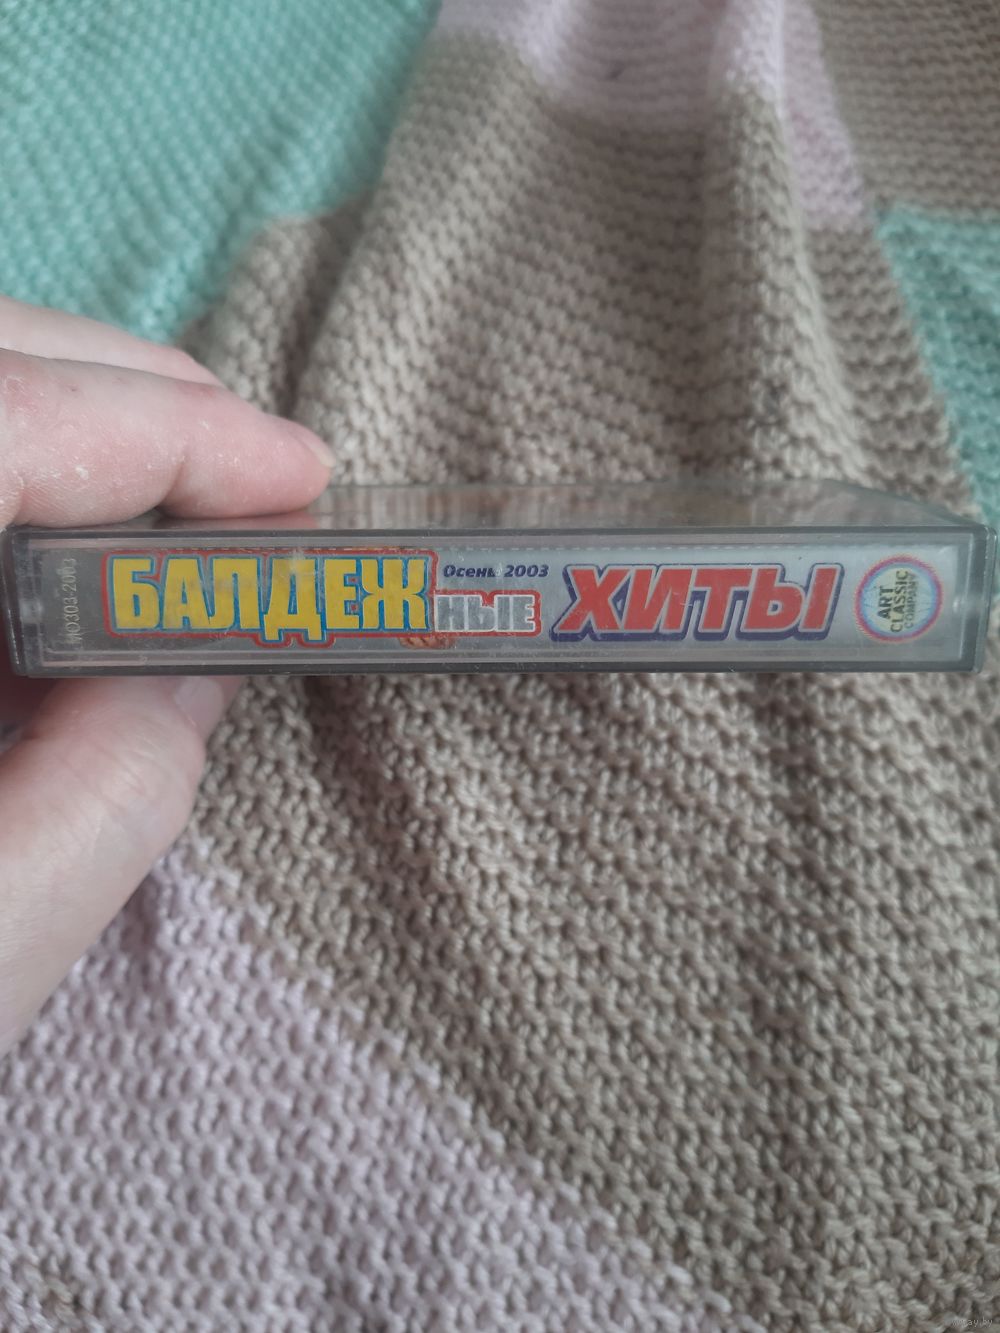 БАЛДЕЖ
НЫЕ
Осень 2003
ХИТЫ
ART
CLASSIC
COMPANY